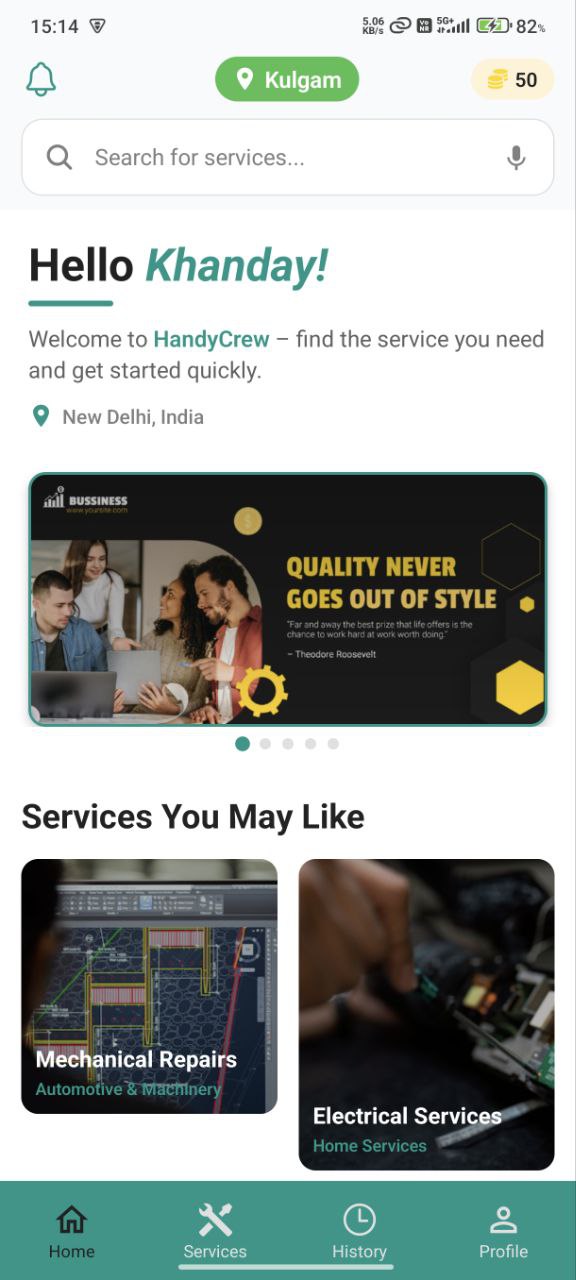 15:14
5.06 KB/s
Vo NR
5G+
82%
Kulgam
50
Search for services...
Hello Khanday!
Welcome to HandyCrew – find the service you need
and get started quickly.
New Delhi, India
BUSSINESS
www.yoursite.com
QUALITY NEVER
GOES OUT OF STYLE
"Far and away the best prize that life offers is the
chance to work hard at work worth doing."
– Theodore Roosevelt
Services You May Like
Mechanical Repairs
Automotive & Machinery
Electrical Services
Home Services
Home
Services
History
Profile